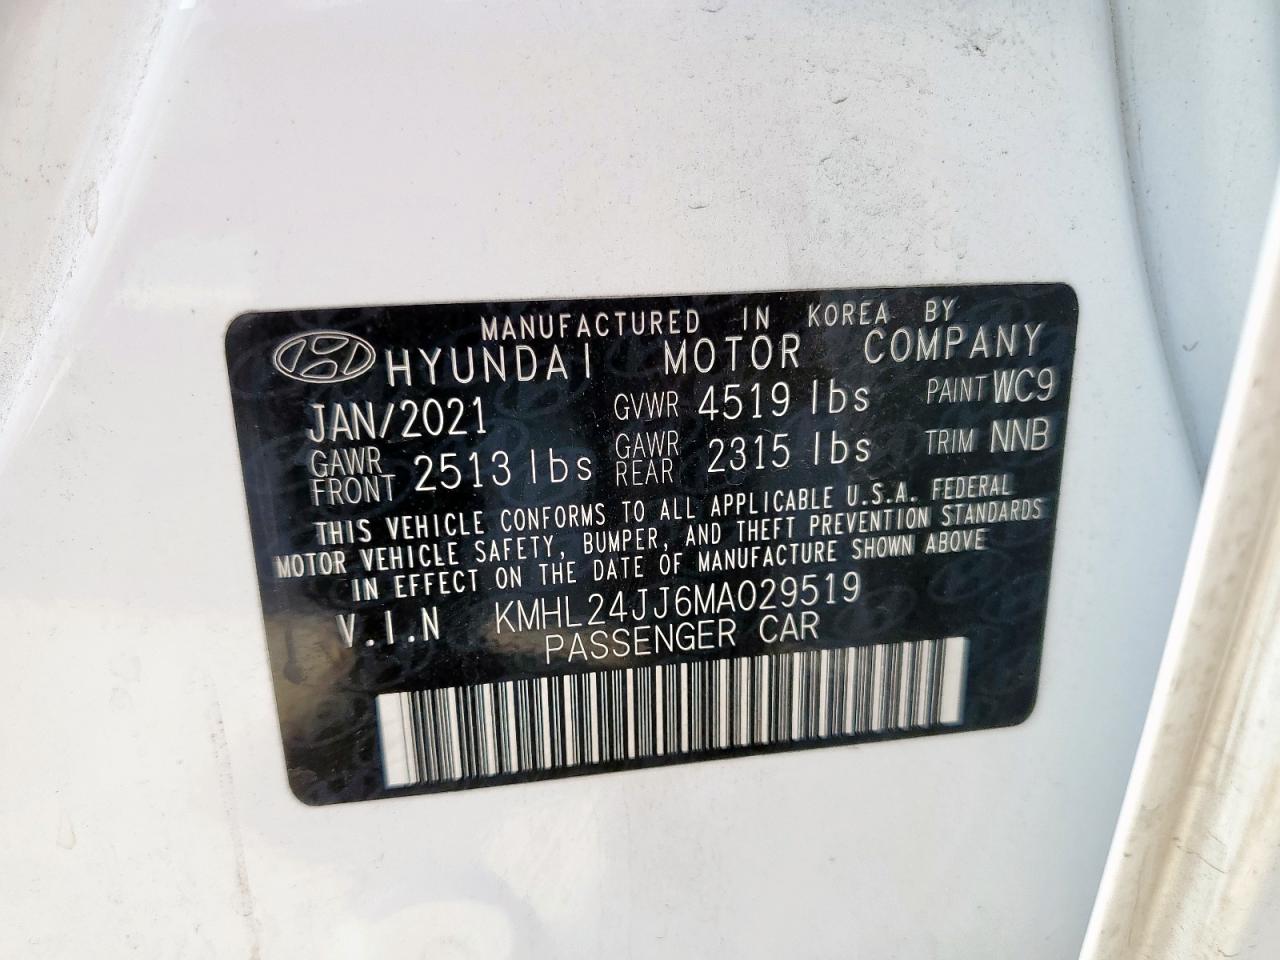 MANUFACTURED IN KOREA BY
HYUNDAI MOTOR COMPANY
JAN/2021 GVWR 4519 lbs PAINT WC9
GAWR FRONT 2513 lbs GAWR REAR 2315 lbs TRIM NNB
THIS VEHICLE CONFORMS TO ALL APPLICABLE U.S.A. FEDERAL
MOTOR VEHICLE SAFETY, BUMPER, AND THEFT PREVENTION STANDARDS
IN EFFECT ON THE DATE OF MANUFACTURE SHOWN ABOVE
V.I.N KMHL24JJ6MA029519
PASSENGER CAR